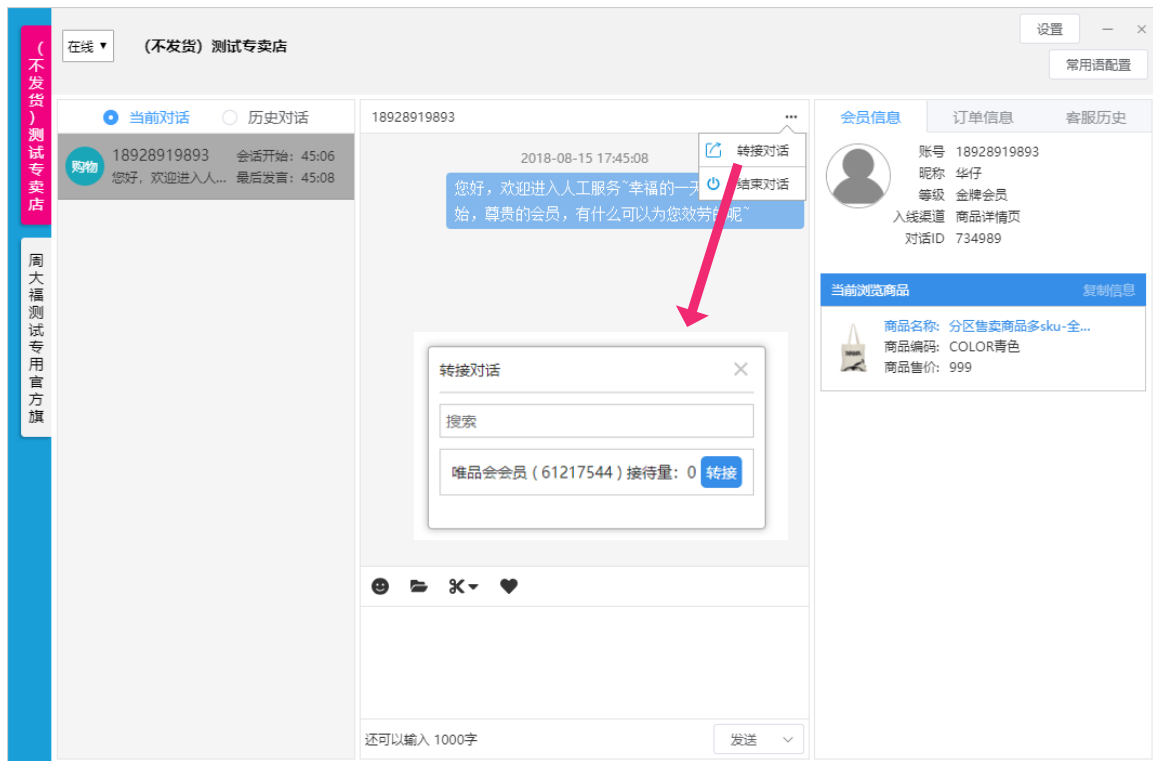 （不发货）测试专卖店
周大福测试专用官方旗
在线
（不发货）测试专卖店
设置
常用语配置
当前对话
历史对话
购物
18928919893
会话开始: 45:06
您好, 欢迎进入人...
最后发言: 45:08
18928919893
转接对话
结束对话
2018-08-15 17:45:08
您好，欢迎进入人工服务~幸福的一天
始，尊贵的会员，有什么可以为您效劳的呢~
转接对话
搜索
唯品会会员 ( 61217544 ) 接待量: 0 转接
还可以输入 1000字
发送
会员信息
订单信息
客服历史
账号 18928919893
昵称 华仔
等级 金牌会员
入线渠道 商品详情页
对话ID 734989
当前浏览商品
复制信息
商品名称: 分区售卖商品多sku-全...
商品编码: COLOR青色
商品售价: 999